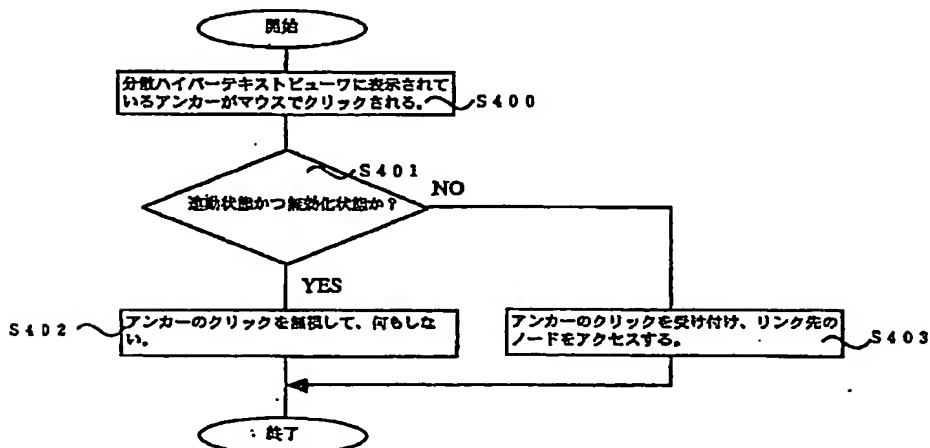 開始
分散ハイパーテキストビューワに表示されて
いるアンカーがマウスでクリックされる。
S400
S401
連動状態かつ無効化状態か？
NO
YES
S402
アンカーのクリックを無視して、何もしな
い。
アンカーのクリックを受け付け、リンク先の
ノードをアクセスする。
S403
終了